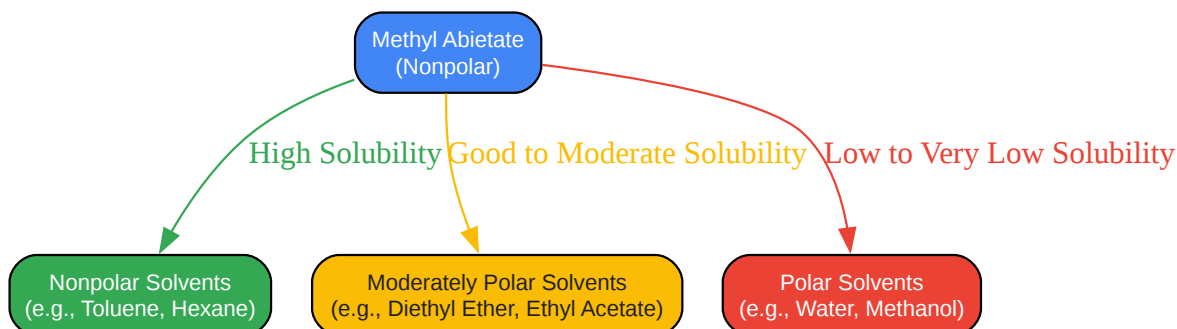 Methyl Abietate
(Nonpolar)
High Solubility
Good to Moderate Solubility
Low to Very Low Solubility
Nonpolar Solvents
(e.g., Toluene, Hexane)
Moderately Polar Solvents
(e.g., Diethyl Ether, Ethyl Acetate)
Polar Solvents
(e.g., Water, Methanol)